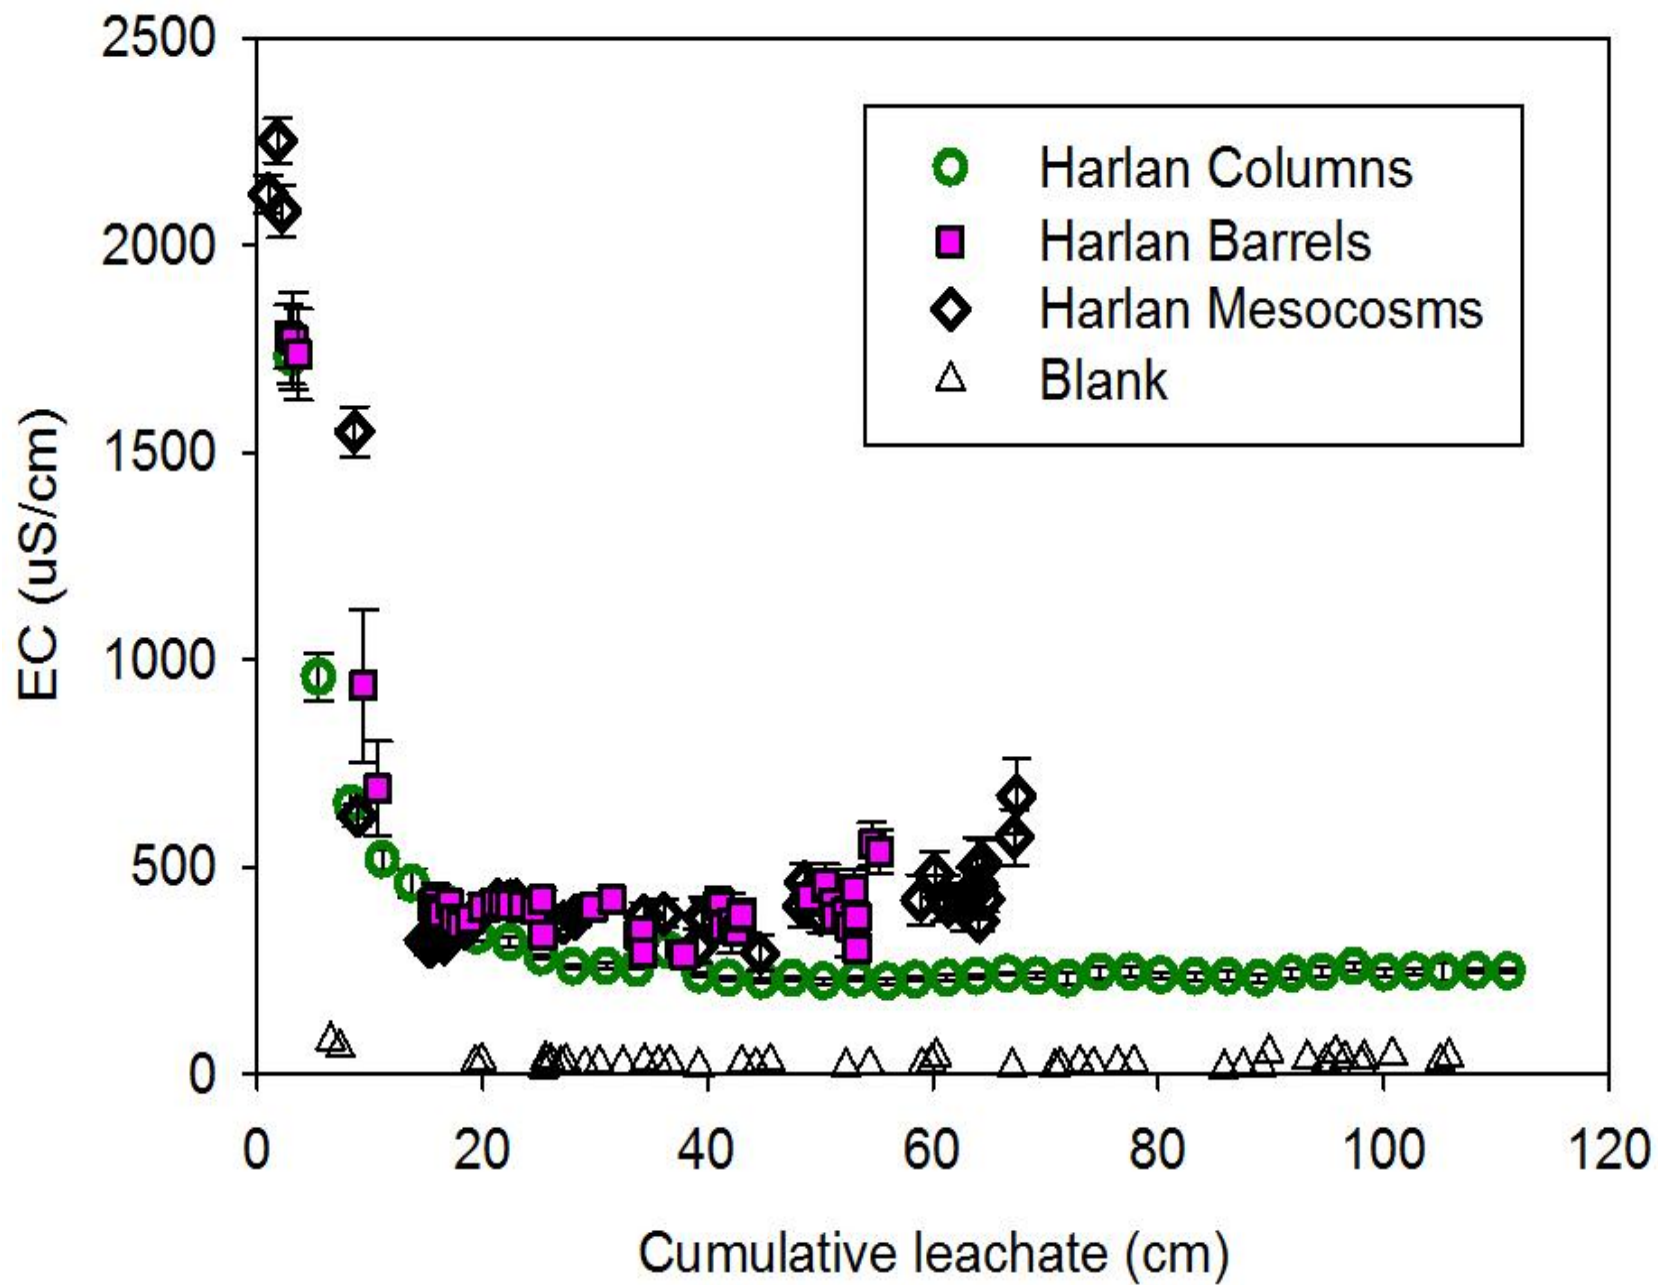 2500
2000
1500
1000
500
0
EC (uS/cm)
Harlan Columns
Harlan Barrels
Harlan Mesocosms
Blank
0 20 40 60 80 100 120
Cumulative leachate (cm)